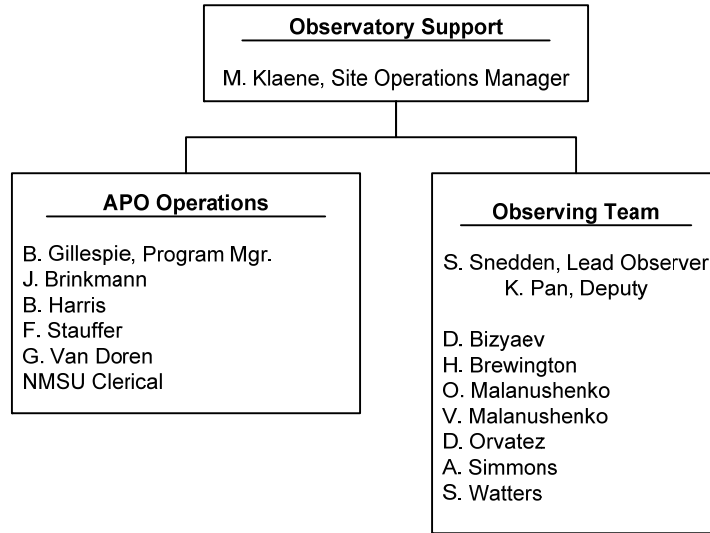 Observatory Support
M. Klaene, Site Operations Manager
APO Operations
B. Gillespie, Program Mgr.
J. Brinkmann
B. Harris
F. Stauffer
G. Van Doren
NMSU Clerical
Observing Team
S. Snedden, Lead Observer
K. Pan, Deputy
D. Bizyaev
H. Brewington
O. Malanushenko
V. Malanushenko
D. Orvatez
A. Simmons
S. Watters